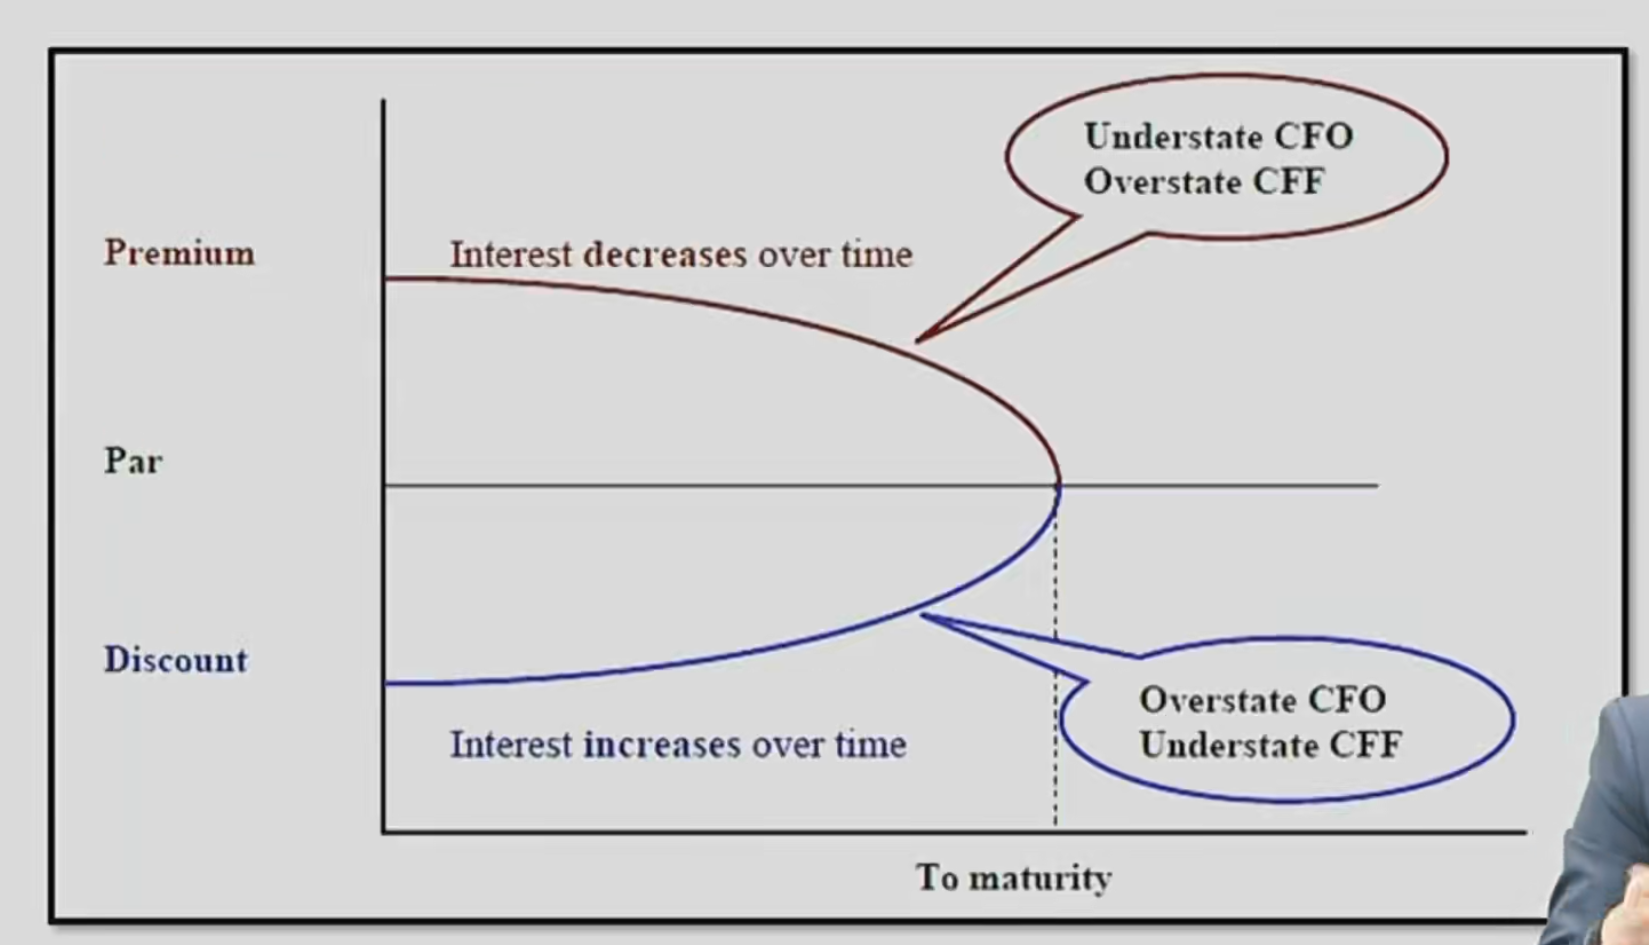 Understate CFO
Overstate CFF
Premium
Interest decreases over time
Par
Discount
Overstate CFO
Understate CFF
Interest increases over time
To maturity